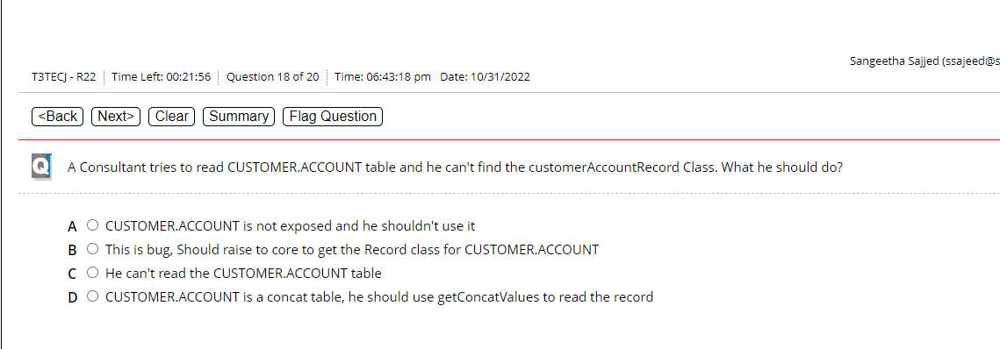 Sangeetha Sajjed (ssajeed@s
T3TECJ - R22 Time Left: 00:21:56 Question 18 of 20 Time: 06:43:18 pm Date: 10/31/2022
<Back Next> Clear Summary Flag Question
Q A Consultant tries to read CUSTOMER.ACCOUNT table and he can't find the customerAccountRecord Class. What he should do?
A CUSTOMER.ACCOUNT is not exposed and he shouldn't use it
B This is bug, Should raise to core to get the Record class for CUSTOMER.ACCOUNT
C He can't read the CUSTOMER.ACCOUNT table
D CUSTOMER.ACCOUNT is a concat table, he should use getConcatValues to read the record